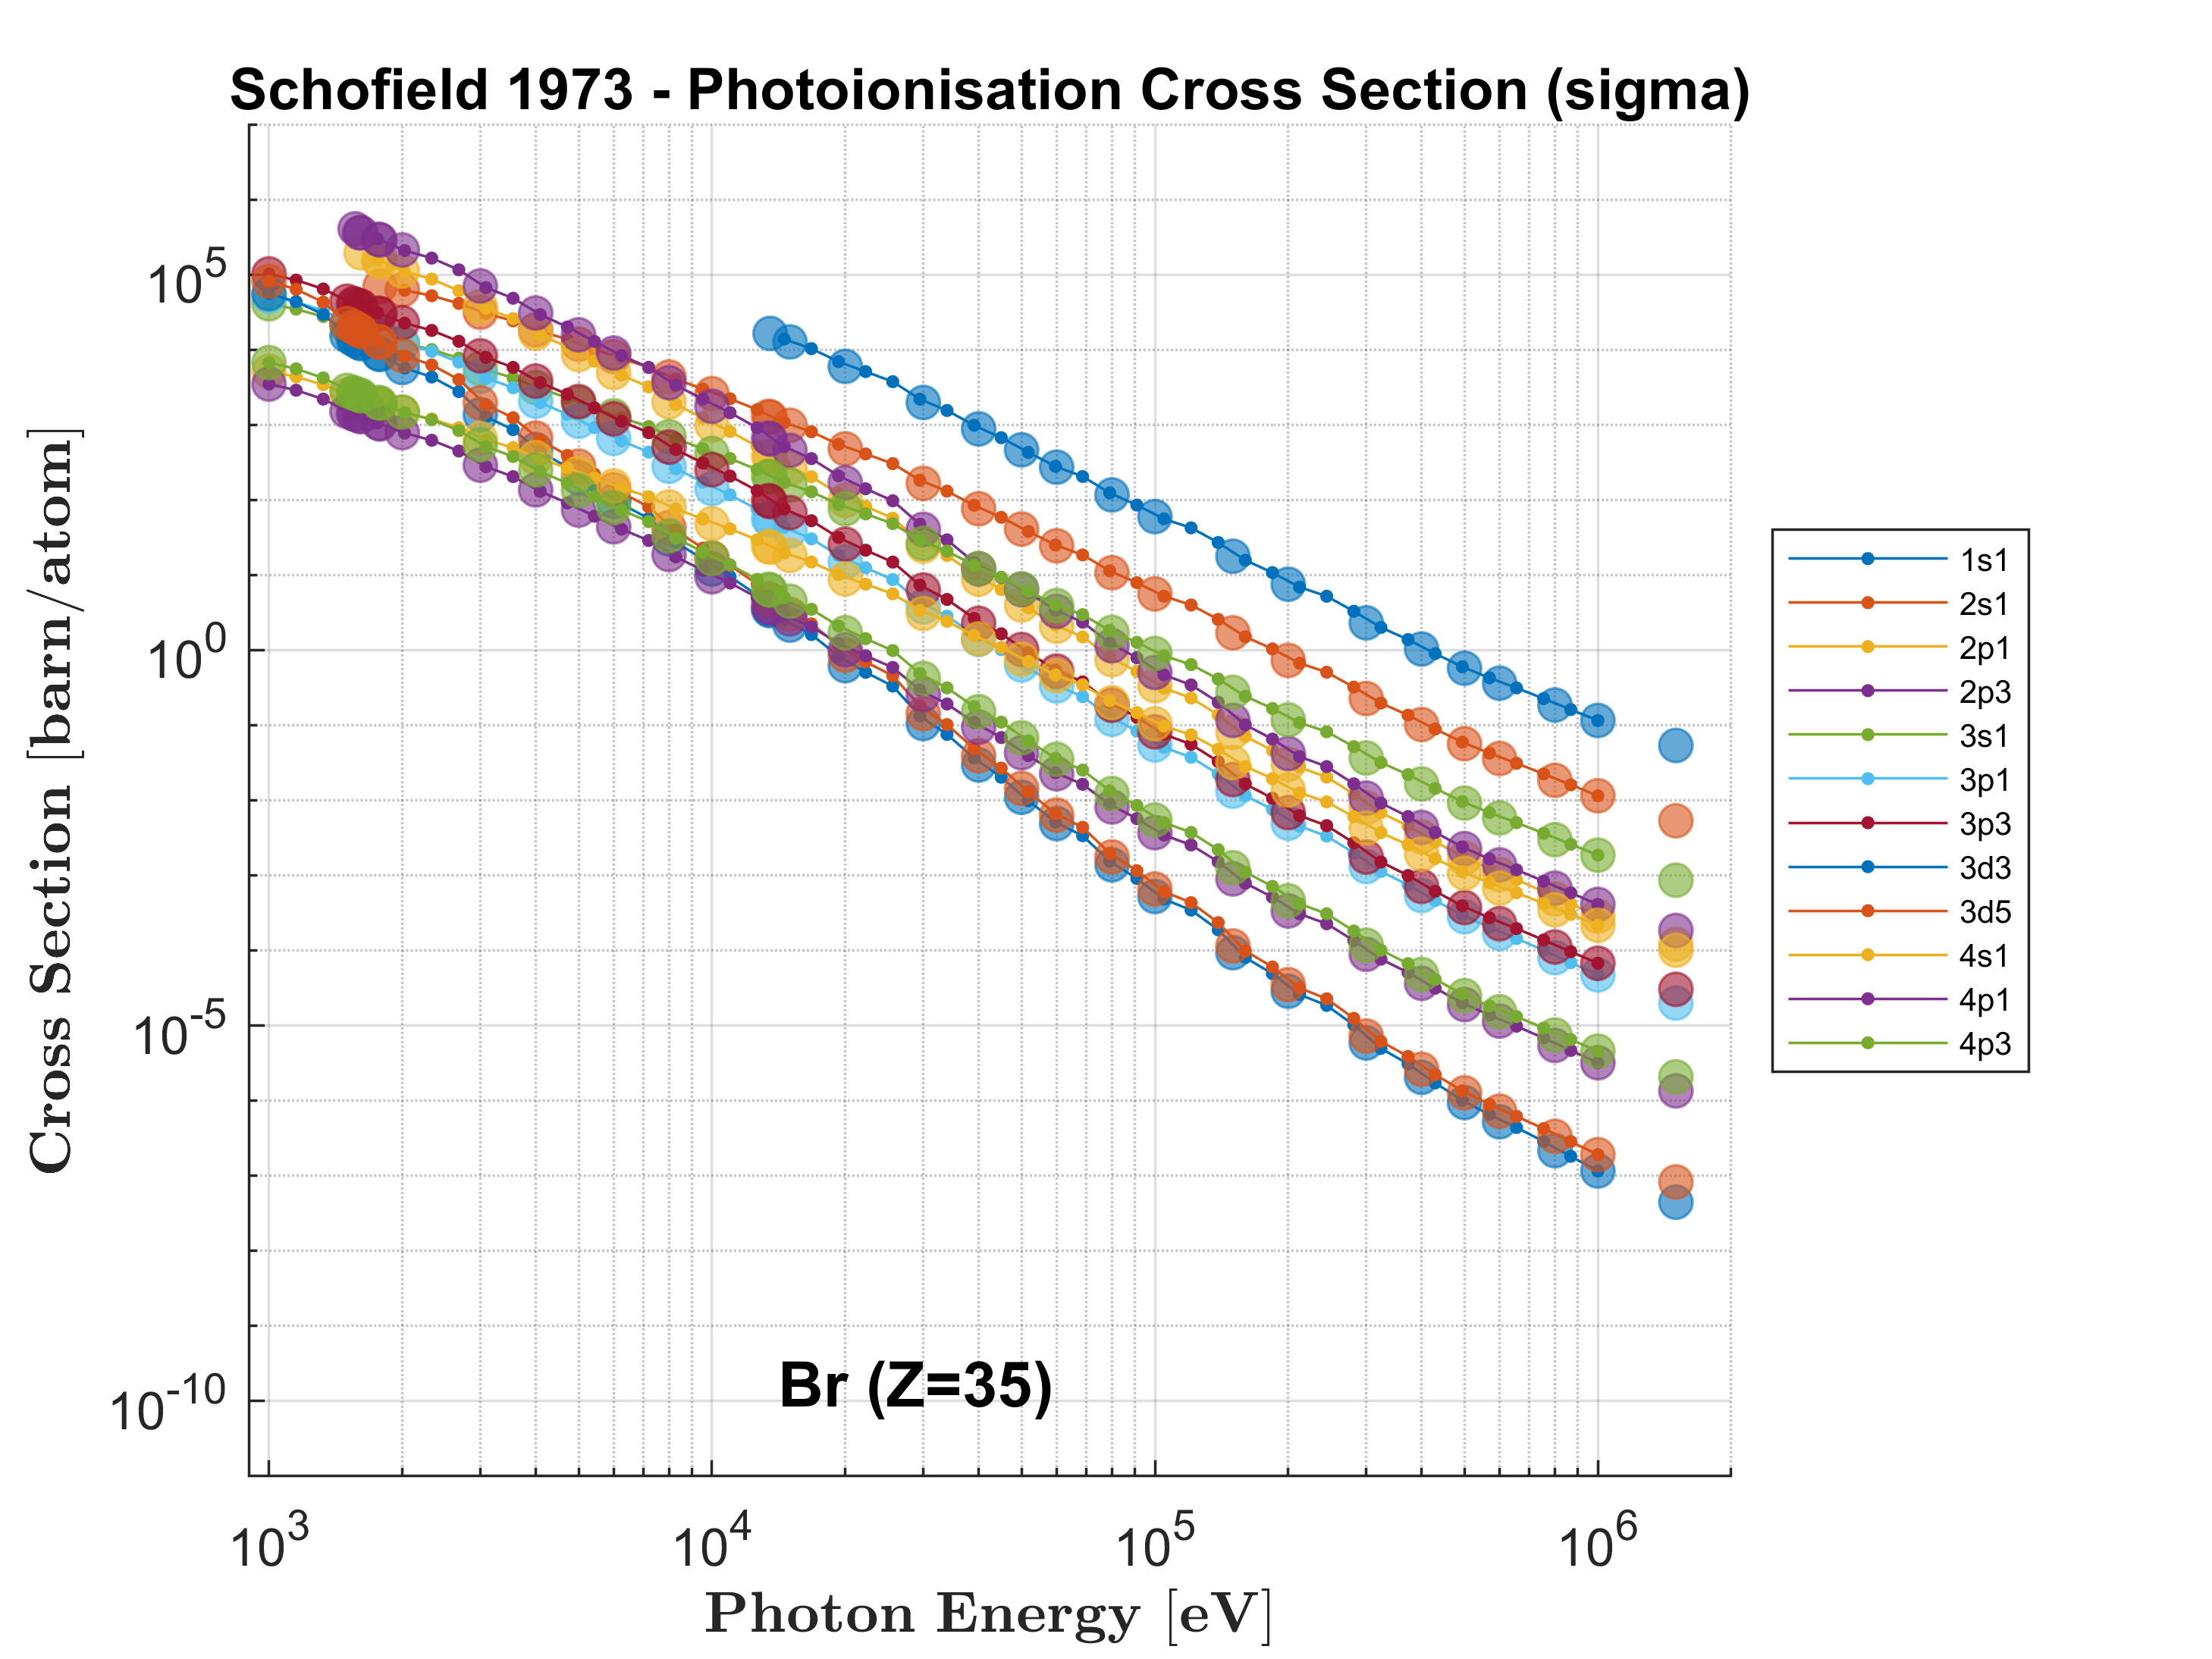 Schofield 1973 - Photoionisation Cross Section (sigma)
Cross Section [barn/atom]
10^5
10^0
10^-5
10^-10
Br (Z=35)
10^3 10^4 10^5 10^6
Photon Energy [eV]
1s1
2s1
2p1
2p3
3s1
3p1
3p3
3d3
3d5
4s1
4p1
4p3